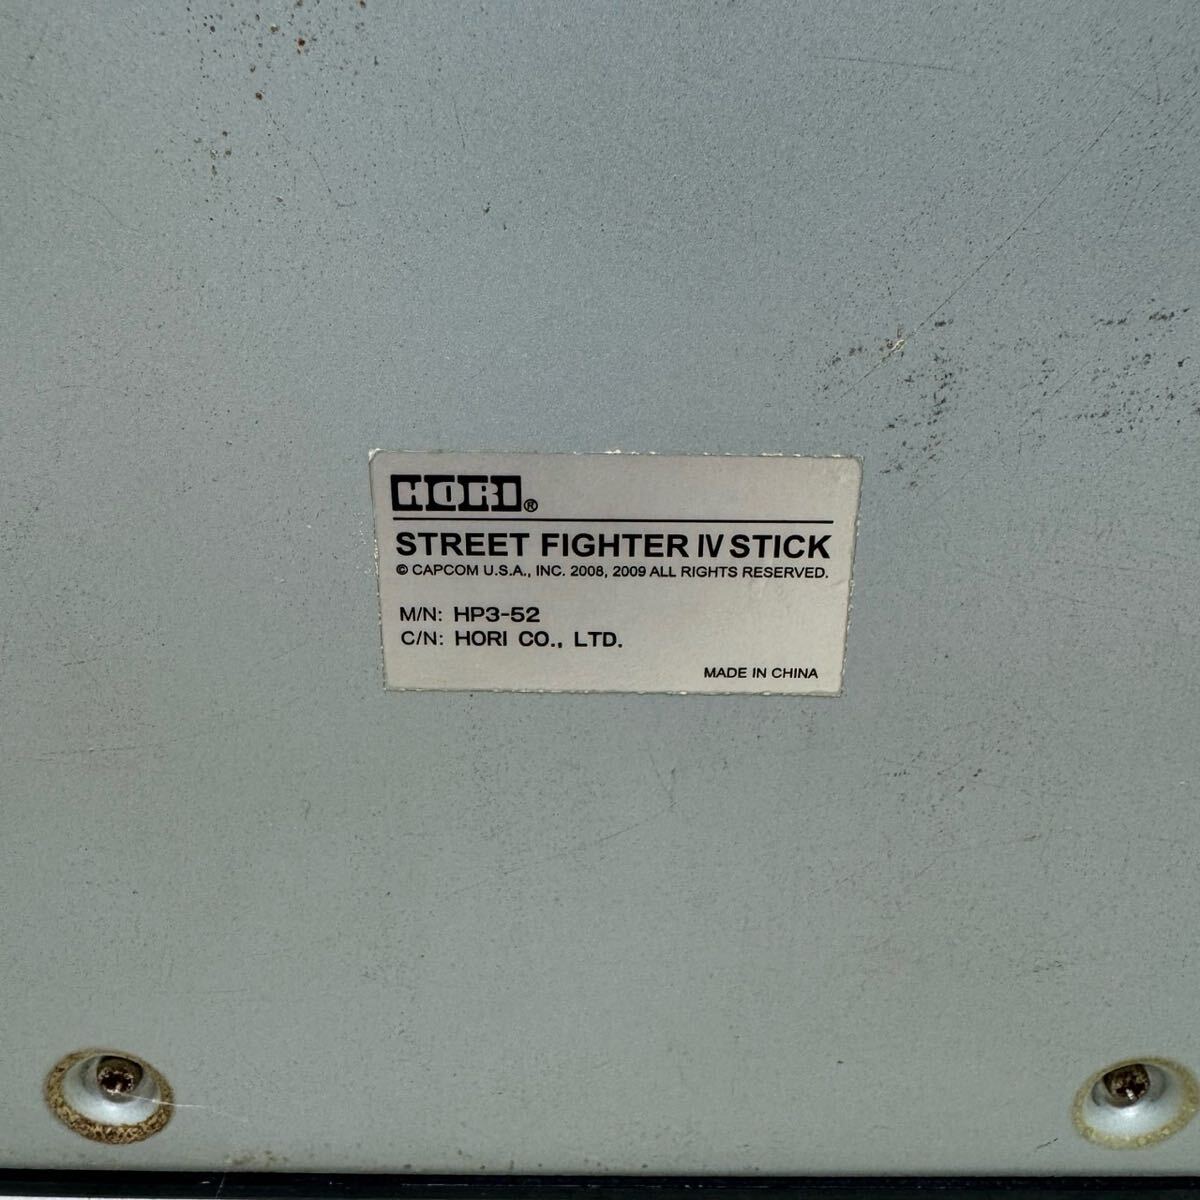 HORI®
STREET FIGHTER IV STICK
© CAPCOM U.S.A., INC. 2008, 2009 ALL RIGHTS RESERVED.
M/N: HP3-52
C/N: HORI CO., LTD.
MADE IN CHINA